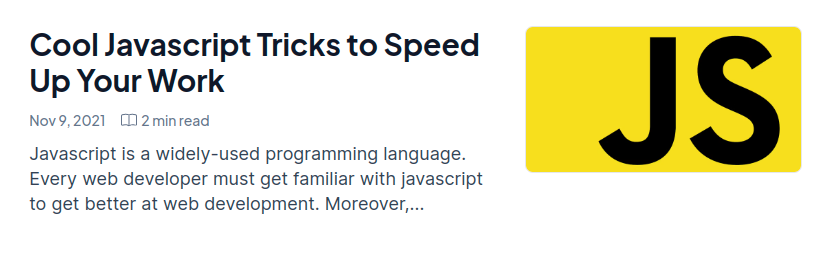 Cool Javascript Tricks to Speed
Up Your Work
Nov 9, 2021 2 min read
Javascript is a widely-used programming language.
Every web developer must get familiar with javascript
to get better at web development. Moreover,...
JS